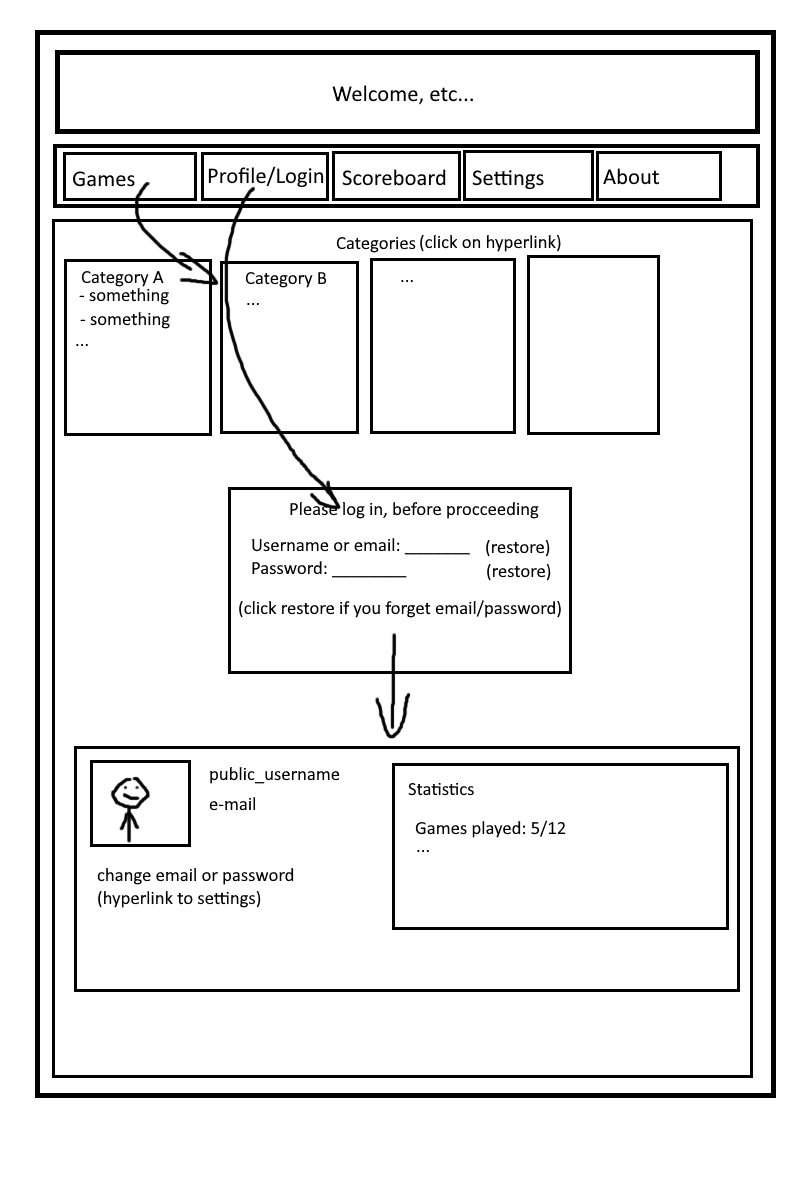 Welcome, etc...
Games
Profile/Login
Scoreboard
Settings
About
Categories (click on hyperlink)
Category A
- something
- something
...
Category B
...
...
Please log in, before procceeding
Username or email: _______ (restore)
Password: ________ (restore)
(click restore if you forget email/password)
public_username
e-mail
change email or password
(hyperlink to settings)
Statistics
Games played: 5/12
...